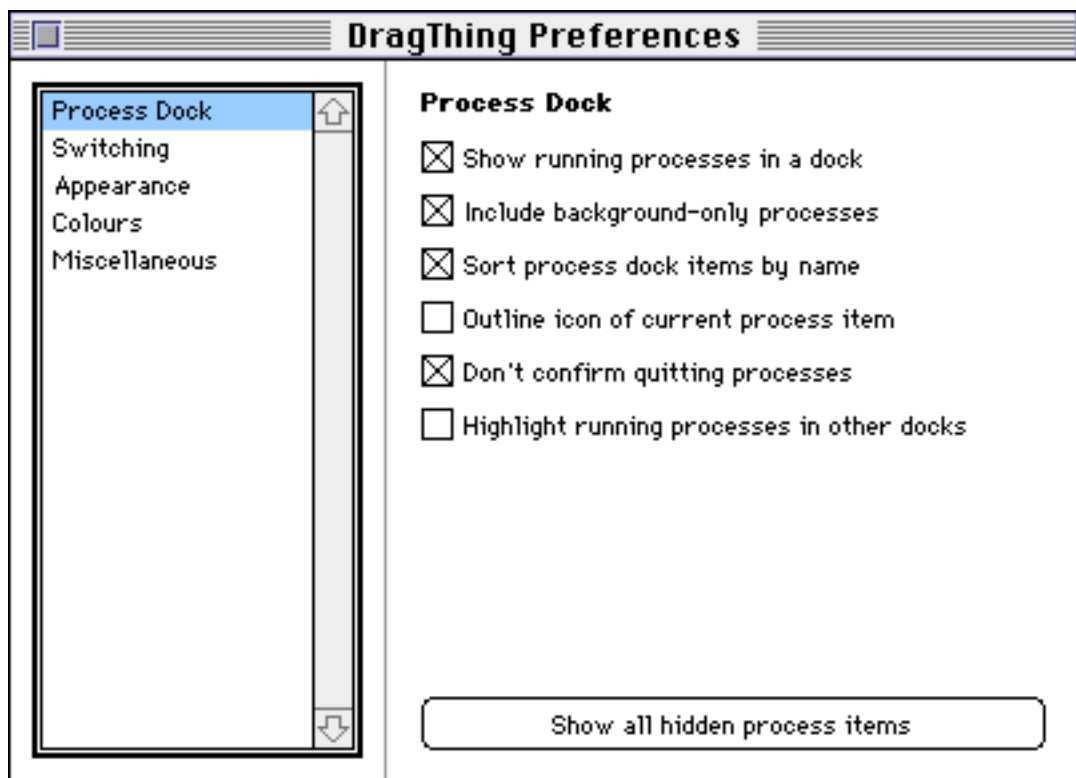 DragThing Preferences
Process Dock
Switching
Appearance
Colours
Miscellaneous
Process Dock
Show running processes in a dock
Include background-only processes
Sort process dock items by name
Outline icon of current process item
Don't confirm quitting processes
Highlight running processes in other docks
Show all hidden process items